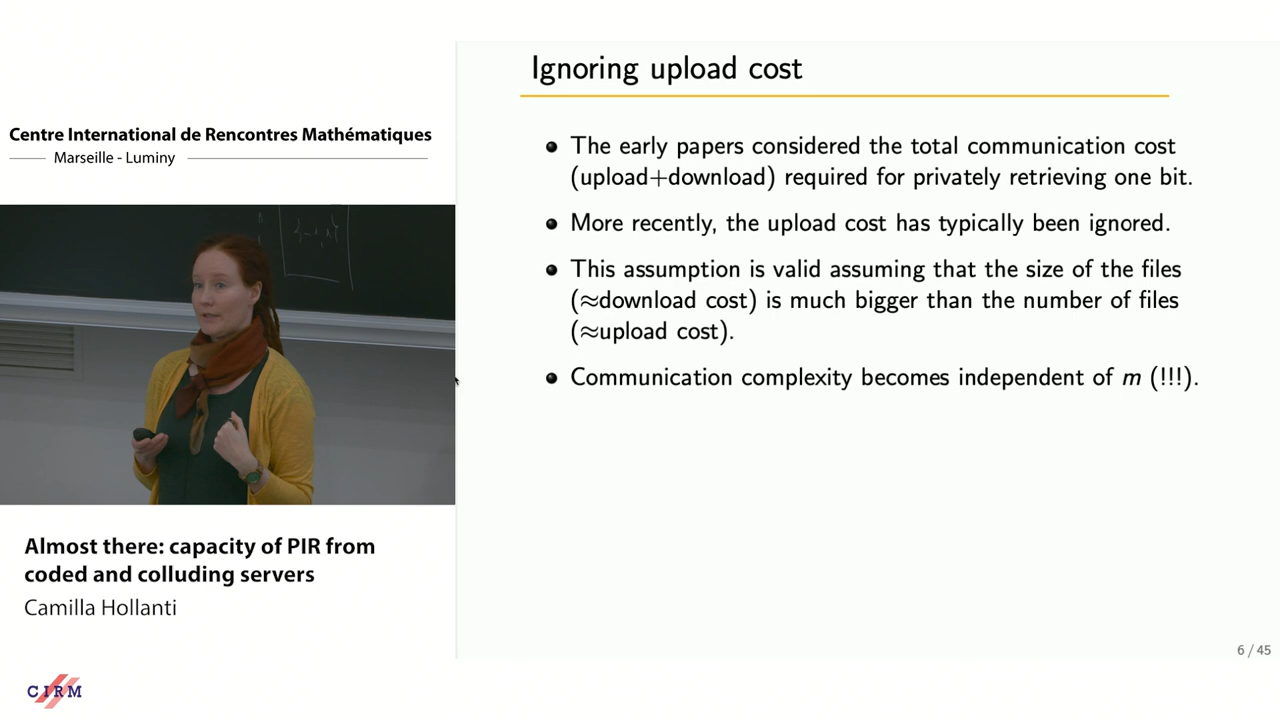 Centre International de Rencontres Mathématiques
Marseille - Luminy
Almost there: capacity of PIR from
coded and colluding servers
Camilla Hollanti
CIRM
Ignoring upload cost
• The early papers considered the total communication cost
(upload+download) required for privately retrieving one bit.
• More recently, the upload cost has typically been ignored.
• This assumption is valid assuming that the size of the files
(≈download cost) is much bigger than the number of files
(≈upload cost).
• Communication complexity becomes independent of m (!!!).
6 / 45